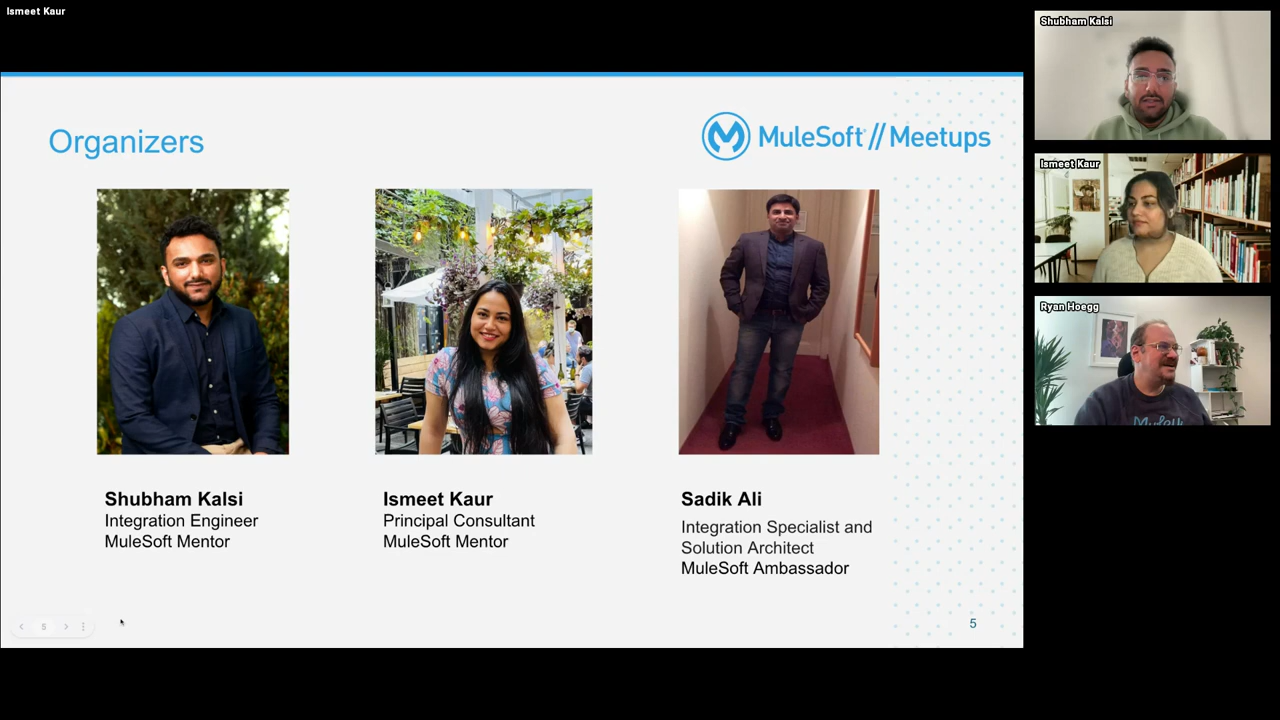 Ismeet Kaur
Organizers
MuleSoft // Meetups
Shubham Kalsi
Integration Engineer
MuleSoft Mentor
Ismeet Kaur
Principal Consultant
MuleSoft Mentor
Sadik Ali
Integration Specialist and
Solution Architect
MuleSoft Ambassador
5
5
Shubham Kalsi
Ismeet Kaur
Ryan Hoegg